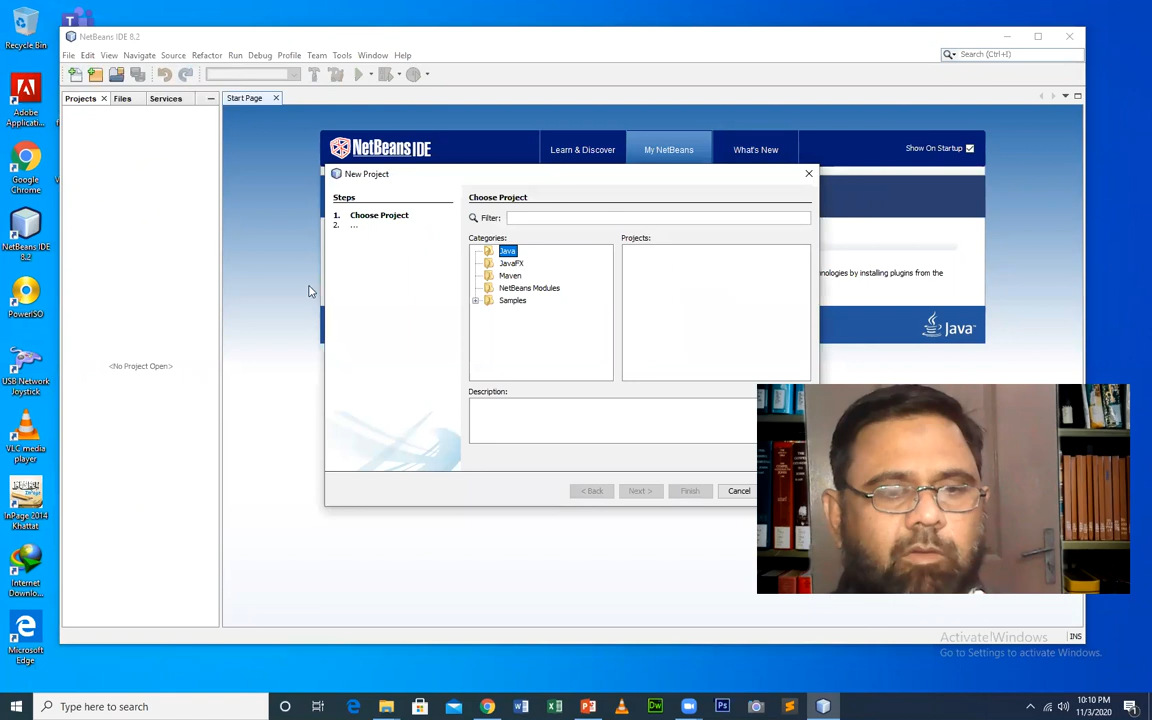 Recycle Bin
Adobe
Applicati...
Google
Chrome
NetBeans IDE
8.2
PowerISO
USB Network
Joystick
VLC media
player
InPage 2014
Khattat
Internet
Downlo...
Microsoft
Edge
NetBeans IDE 8.2
File Edit View Navigate Source Refactor Run Debug Profile Team Tools Window Help
Search (Ctrl+I)
Projects Files Services
Start Page
<No Project Open>
NetBeans IDE
Learn & Discover
My NetBeans
What's New
Show On Startup
New Project
Steps
1. Choose Project
2. ...
Choose Project
Filter:
Categories:
Projects:
Java
JavaFX
Maven
NetBeans Modules
Samples
Description:
< Back Next > Finish Cancel
nologies by installing plugins from the
Java
Activate Windows
Go to Settings to activate Windows.
INS
Type here to search
10:10 PM
11/3/2020